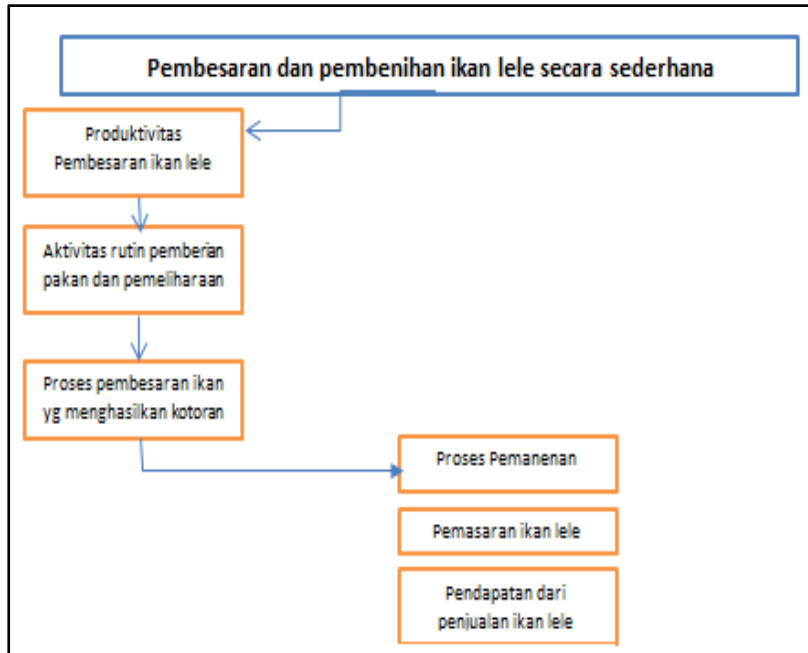 Pembesaran dan pembenihan ikan lele secara sederhana
Produktivitas
Pembesaran ikan lele
Aktivitas rutin pemberian
pakan dan pemeliharaan
Proses pembesaran ikan
yg menghasilkan kotoran
Proses Pemanenan
Pemasaran ikan lele
Pendapatan dari
penjualan ikan lele